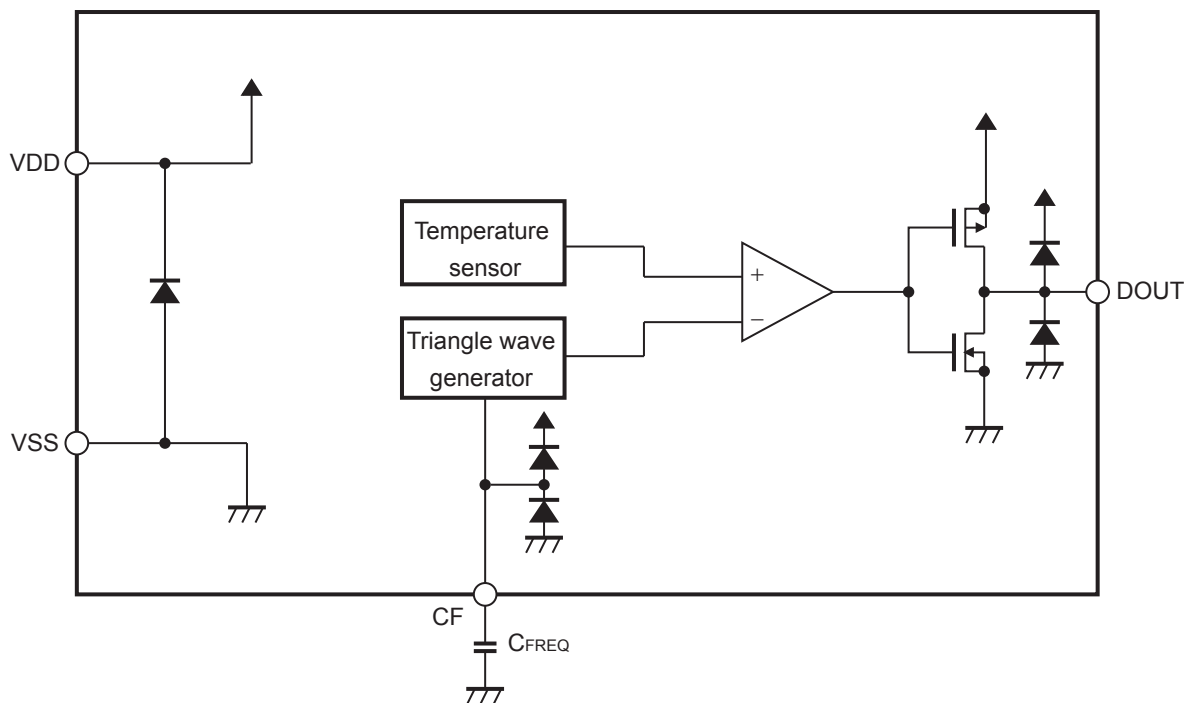 VDD
Temperature
sensor
+
−
DOUT
Triangle wave
generator
VSS
CF
CFREQ